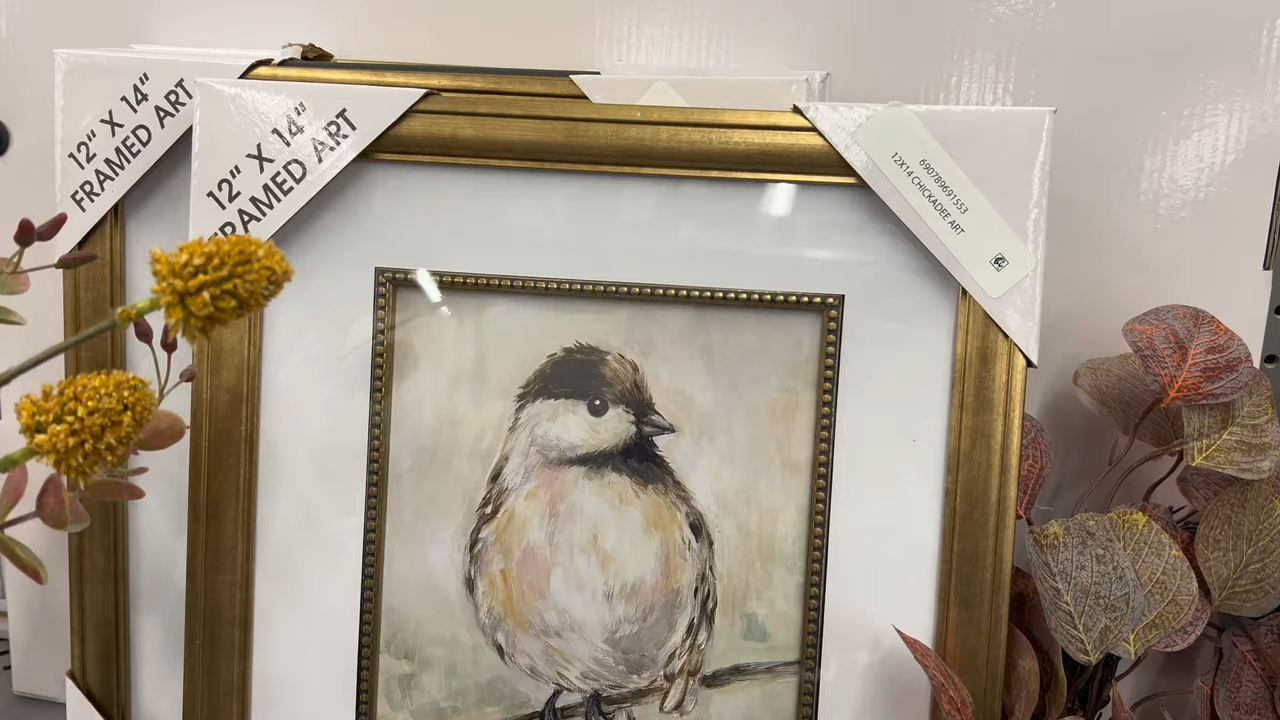 12" X 14"
FRAMED ART
12" X 14"
FRAMED ART
690789691553
12X14 CHICKADEE ART